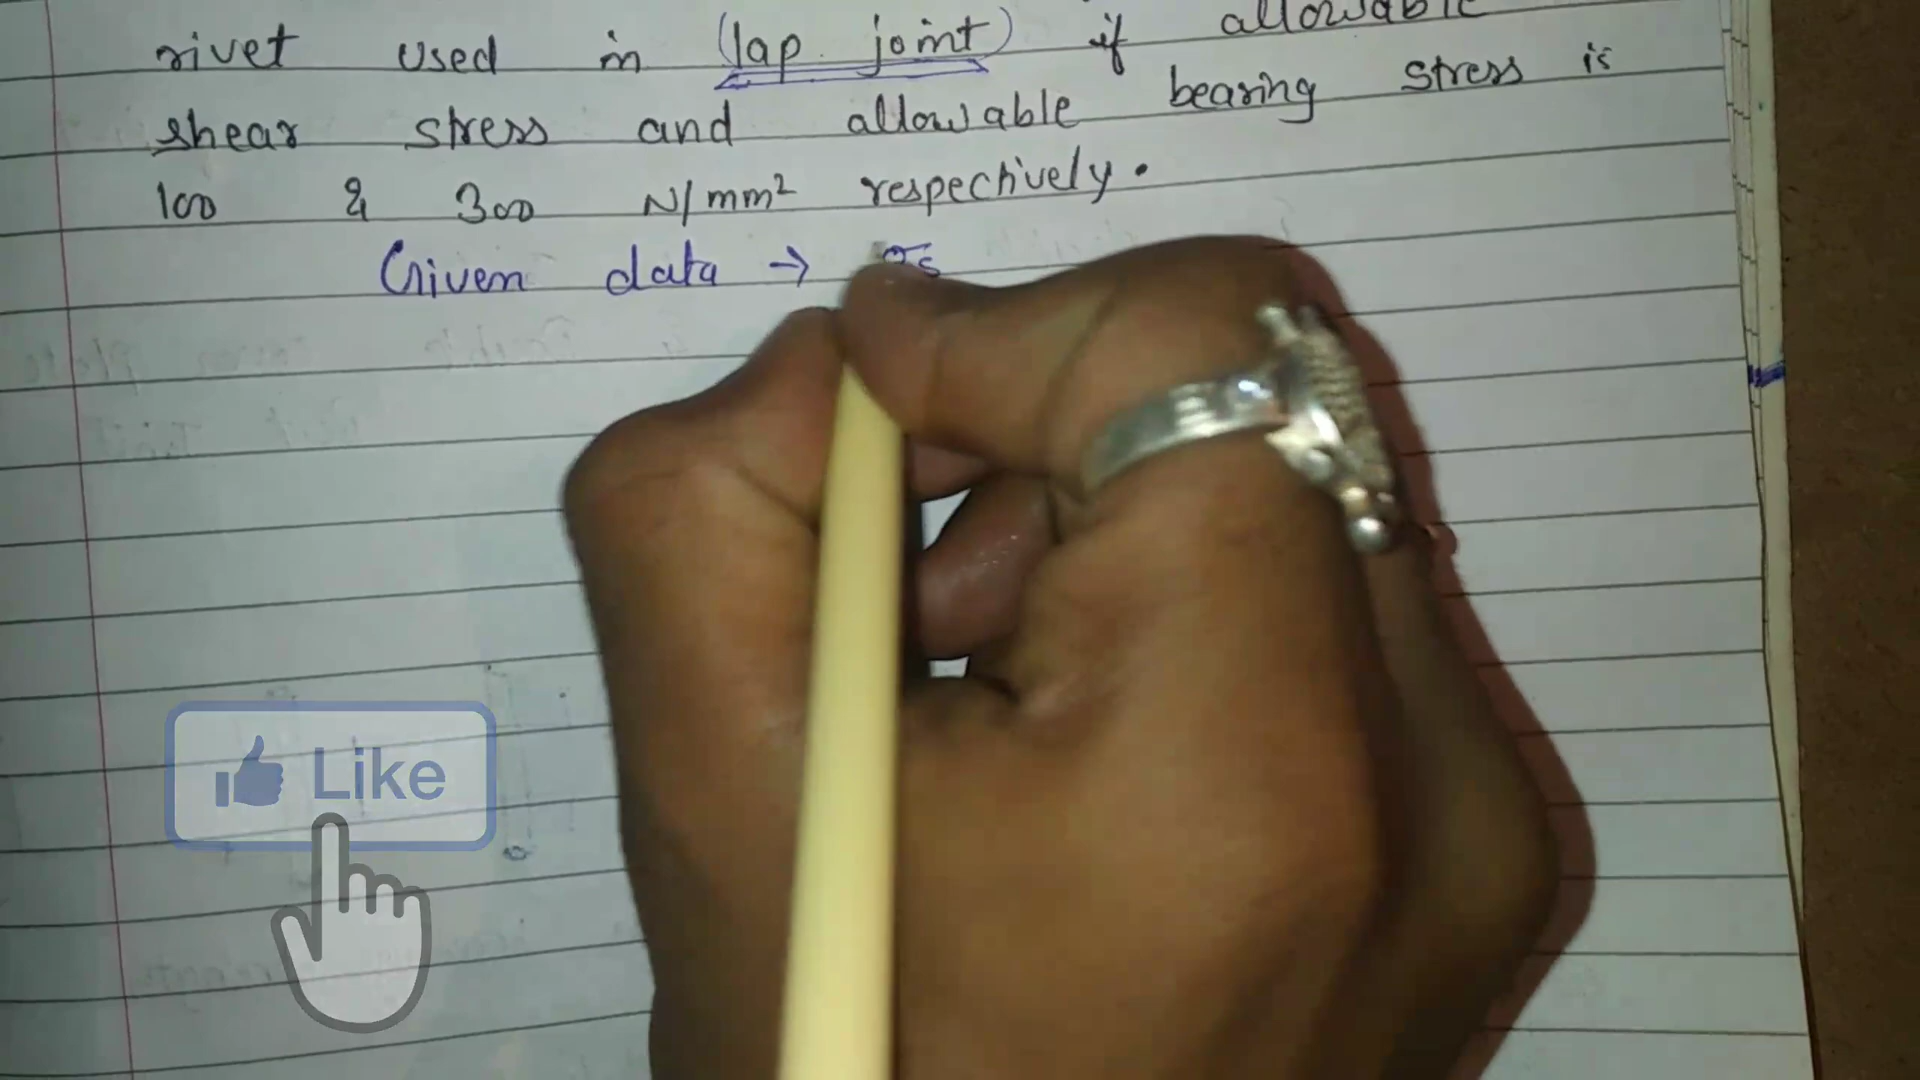 rivet used in (lap joint) if allowable
shear stress and allowable bearing stress is
100 & 300 N/mm² respectively.
Given data → σs
Like